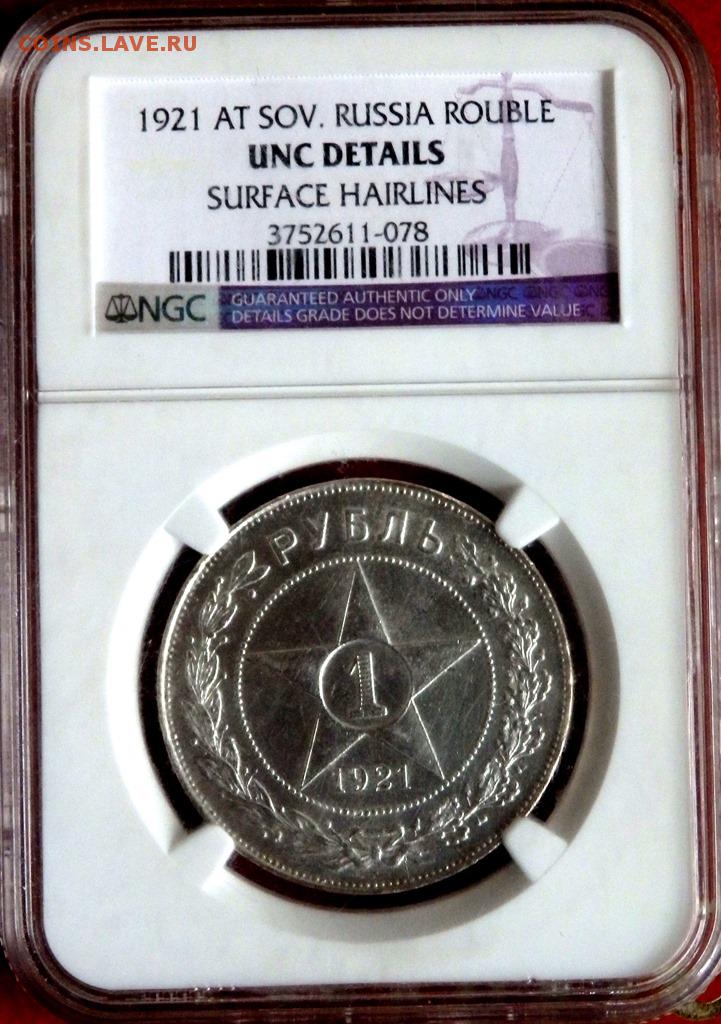 COINS.LAVE.RU
1921 AT SOV. RUSSIA ROUBLE
UNC DETAILS
SURFACE HAIRLINES
3752611-078
NGC
GUARANTEED AUTHENTIC ONLY
DETAILS GRADE DOES NOT DETERMINE VALUE
РУБЛЬ
1
1921